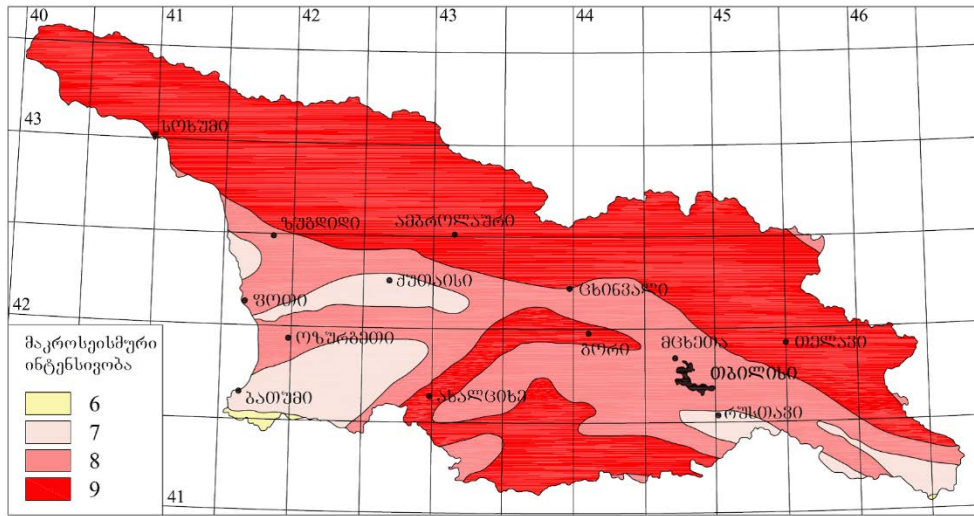 40 41 42 43 44 45 46
43
42
41
სოხუმი
ზუგდიდი
ამბროლაური
ქუთაისი
ცხინვალი
ფოთი
ოზურგეთი
გორი
მცხეთა
თელავი
თბილისი
ბათუმი
ახალციხე
რუსთავი
მაკროსეისმური
ინტენსივობა
6
7
8
9